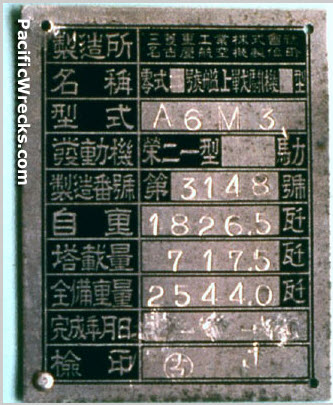 製造所 三菱重工業株式會社
名古屋航空機製作所
名稱 零式 號艦上戰鬪機 型
型式 A6M3
發動機 榮二一型 馬力
製造番號 第3148號
自重 1826.5瓩
搭載量 717.5瓩
全備重量 2544.0瓩
完成年月日
檢印
PacificWrecks.com